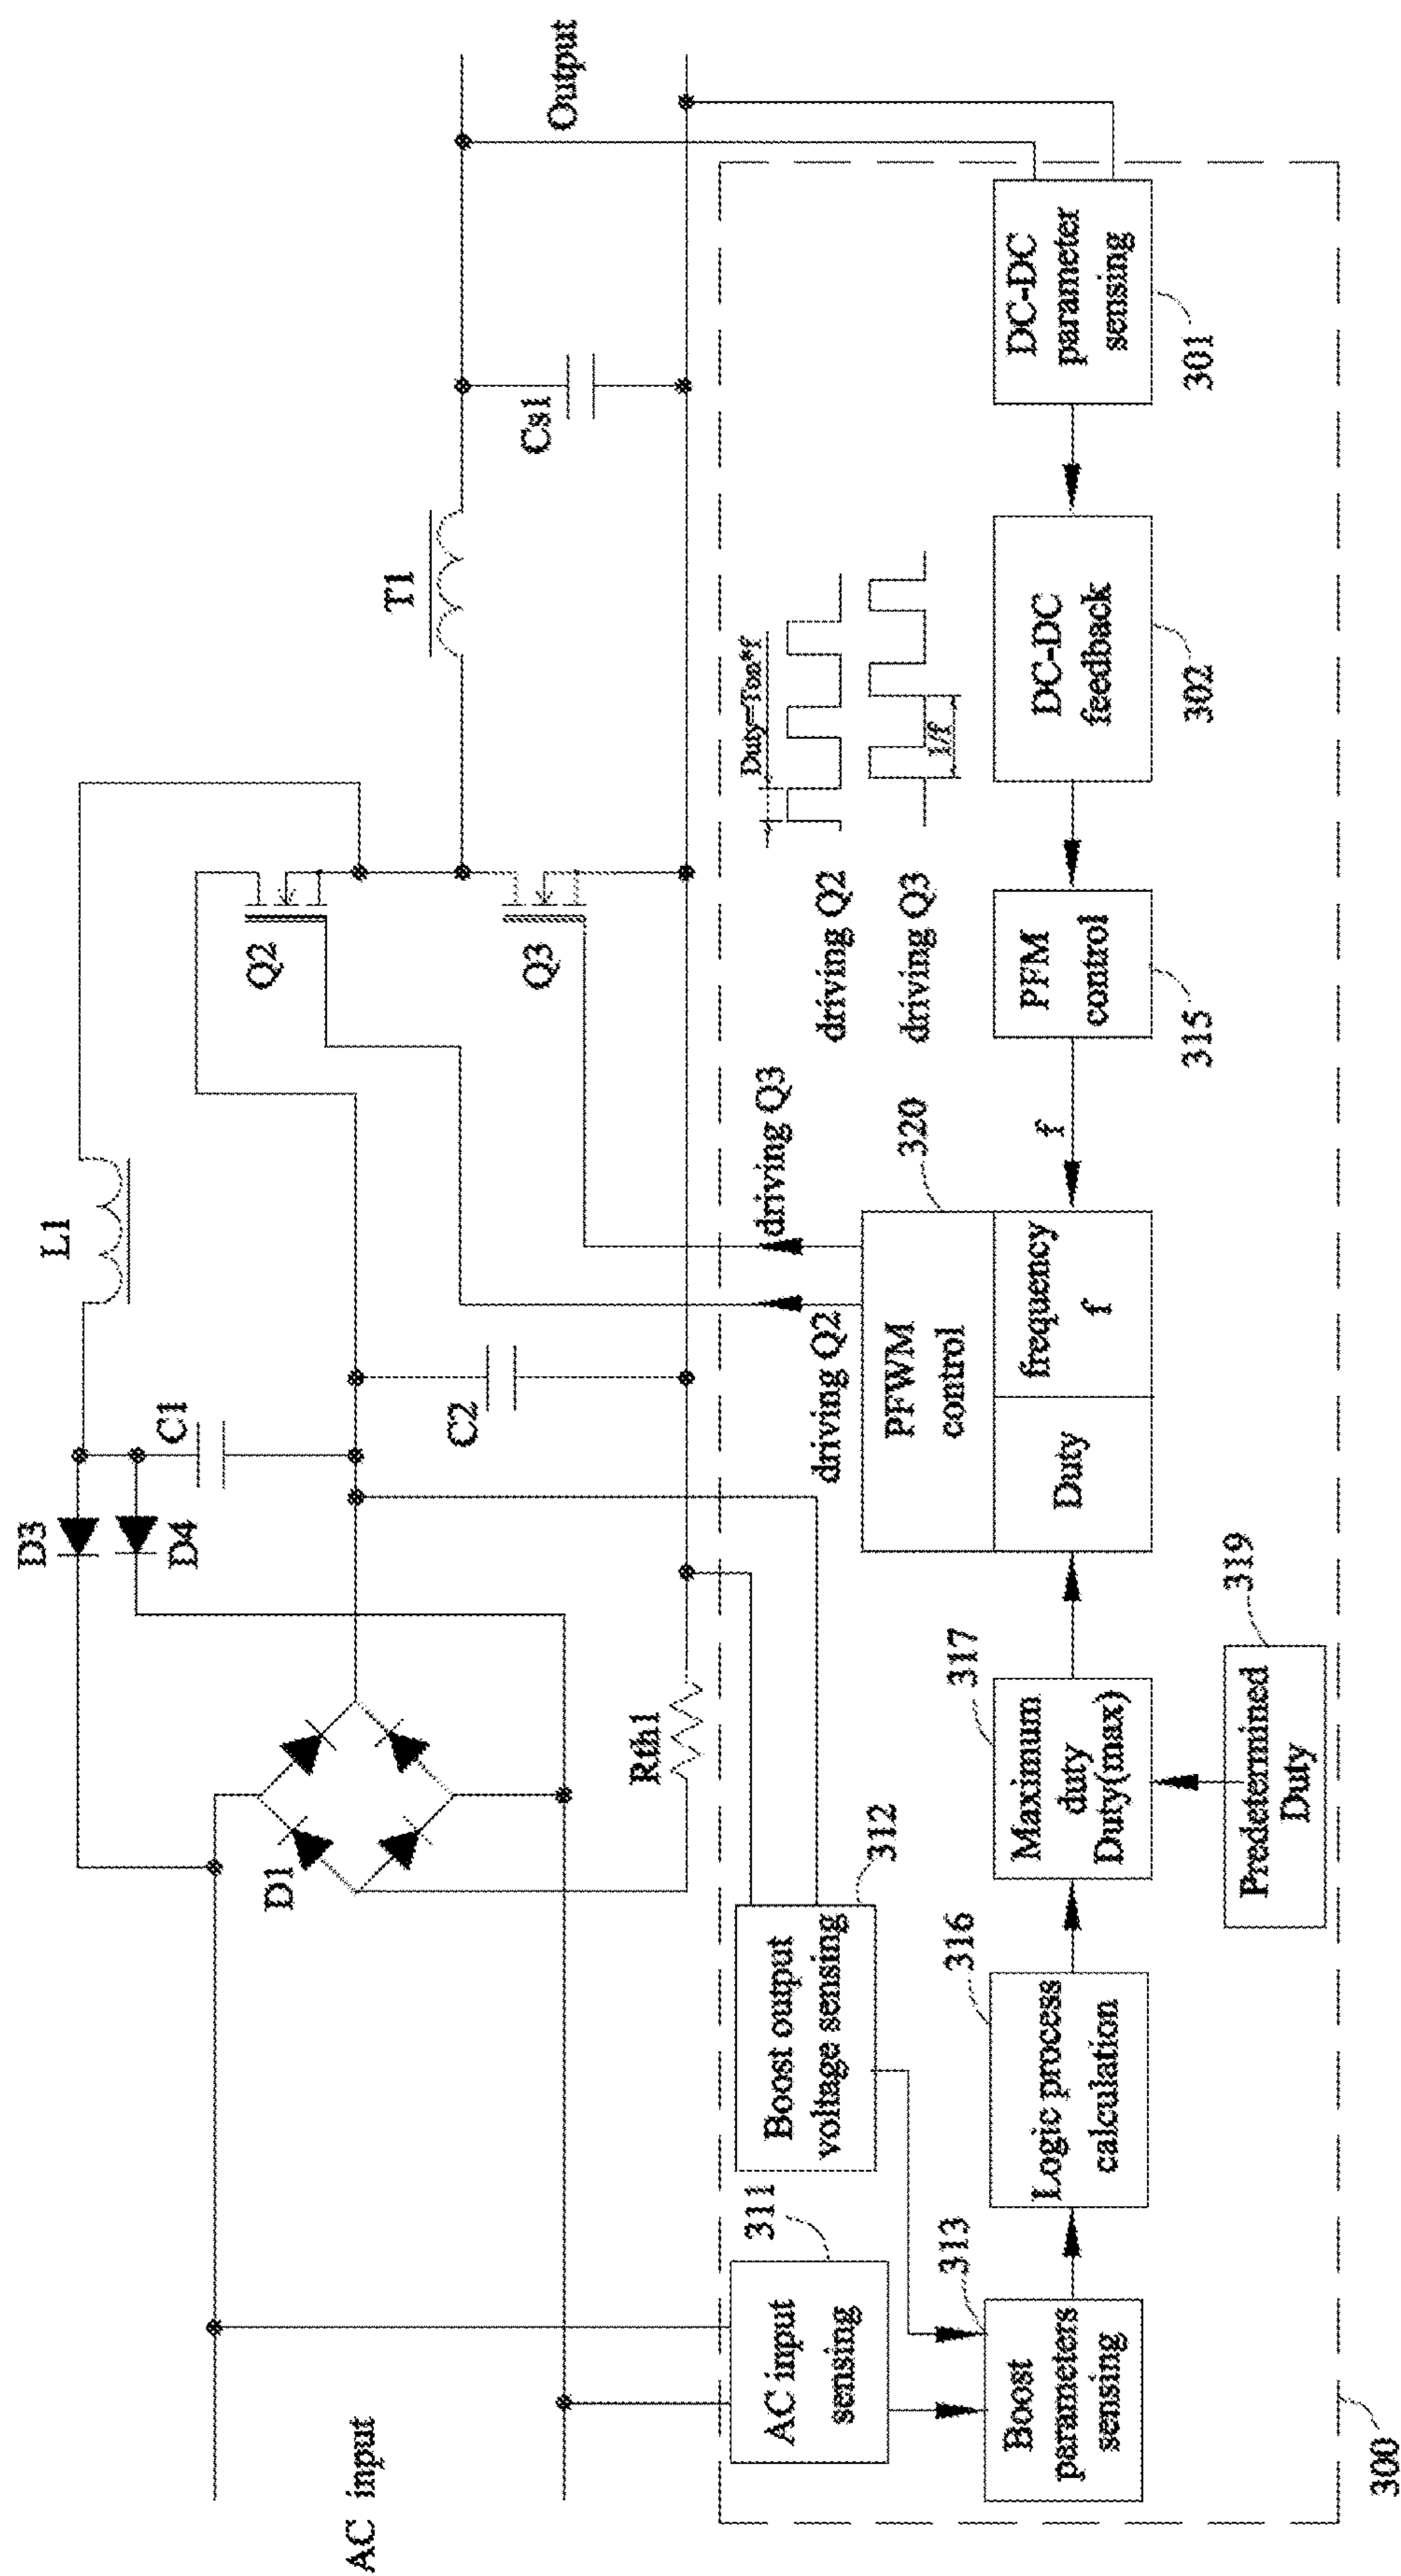 AC input
D3
D4
C1
L1
D1
Rth1
C2
Q2
Q3
T1
Cs1
Output
driving Q2
driving Q3
driving Q2
driving Q3
Duty=Ton*f
1/f
AC input
sensing
311
Boost output
voltage sensing
312
Boost
parameters
sensing
313
Logic process
calculation
316
Maximum
duty
Duty(max)
317
Predetermined
Duty
319
PFWM
control
Duty
frequency
f
320
f
PFM
control
315
DC-DC
feedback
302
DC-DC
parameter
sensing
301
300